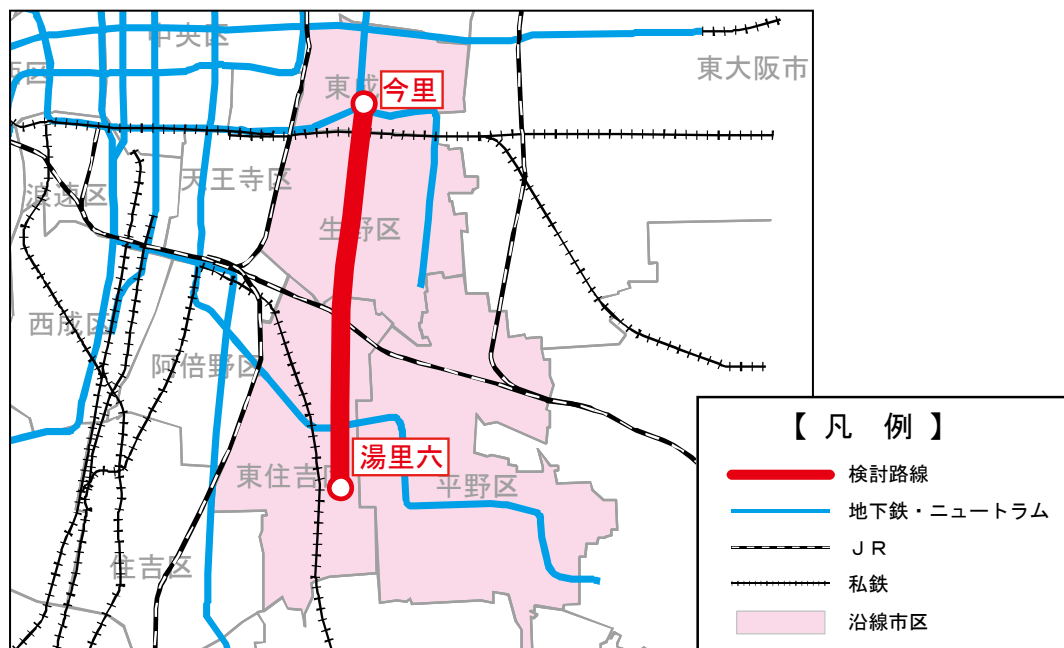 中央区
西区
東大阪市
東成
今里
天王寺区
浪速区
生野区
西成区
阿倍野区
湯里六
東住吉区
平野区
住吉区
【 凡 例 】
検討路線
地下鉄・ニュートラム
ＪＲ
私鉄
沿線市区